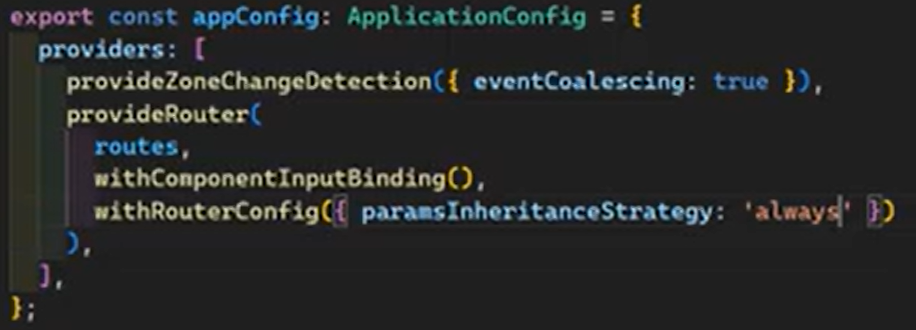 export const appConfig: ApplicationConfig = {
  providers: [
    provideZoneChangeDetection({ eventCoalescing: true }),
    provideRouter(
      routes,
      withComponentInputBinding(),
      withRouterConfig({ paramsInheritanceStrategy: 'always' })
    ),
  ],
};